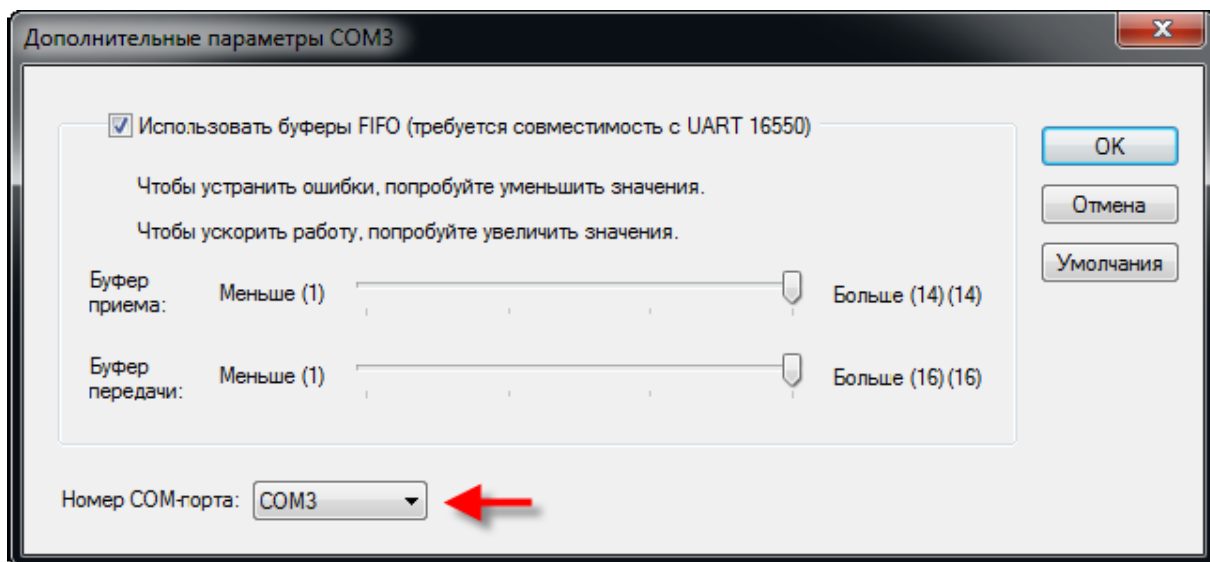 Дополнительные параметры COM3
Использовать буферы FIFO (требуется совместимость с UART 16550)
Чтобы устранить ошибки, попробуйте уменьшить значения.
Чтобы ускорить работу, попробуйте увеличить значения.
Буфер
приема:
Меньше (1)
Больше (14) (14)
Буфер
передачи:
Меньше (1)
Больше (16) (16)
Номер COM-порта:
COM3
OK
Отмена
Умолчания